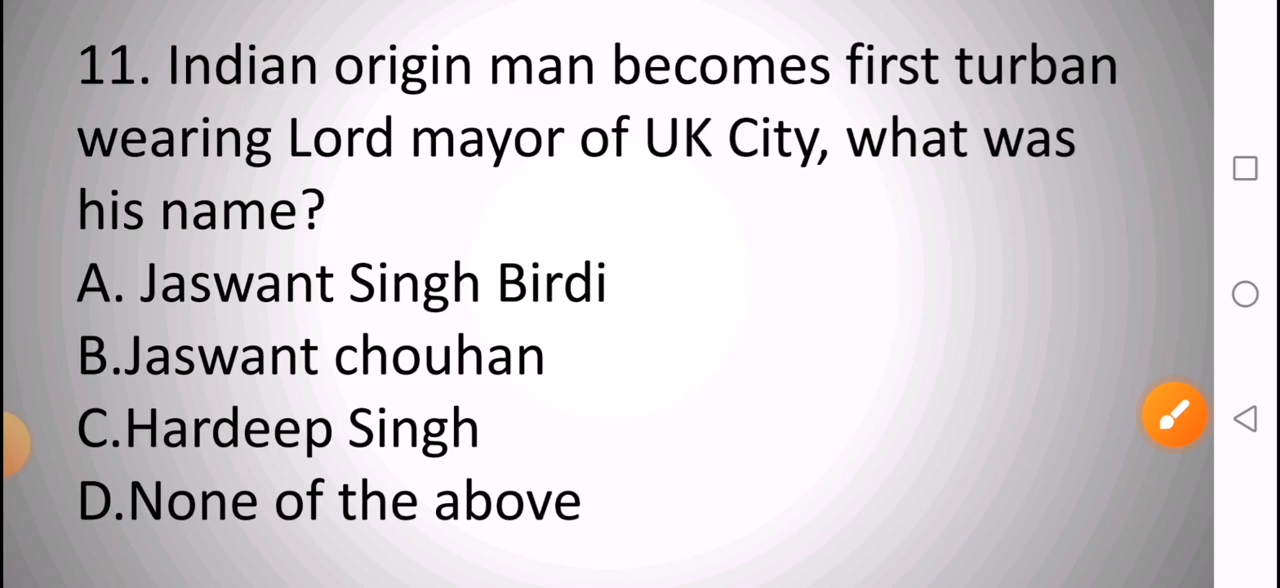 11. Indian origin man becomes first turban
wearing Lord mayor of UK City, what was
his name?
A. Jaswant Singh Birdi
B.Jaswant chouhan
C.Hardeep Singh
D.None of the above